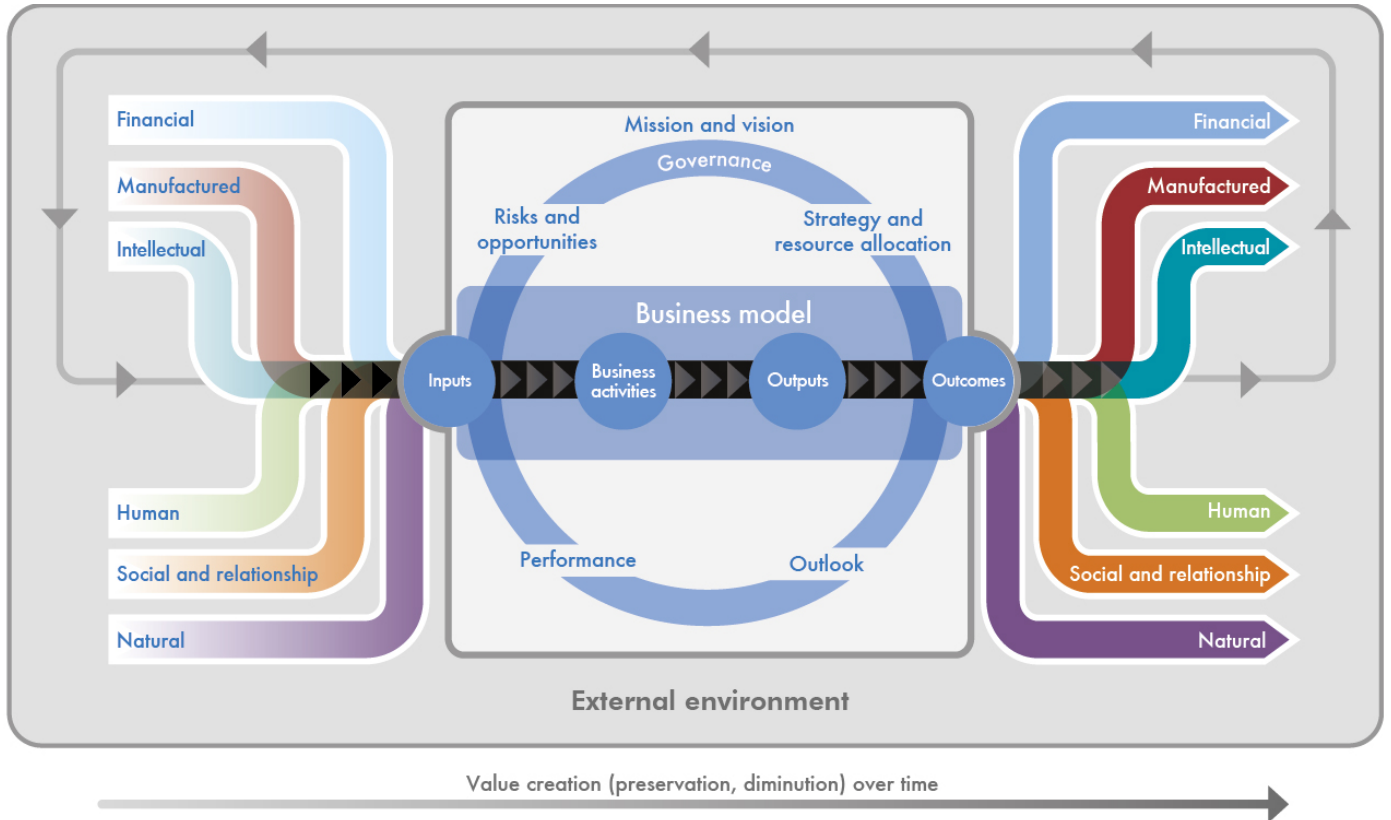 Financial
Manufactured
Intellectual
Human
Social and relationship
Natural
Mission and vision
Governance
Risks and
opportunities
Strategy and
resource allocation
Business model
Inputs
Business
activities
Outputs
Outcomes
Performance
Outlook
Financial
Manufactured
Intellectual
Human
Social and relationship
Natural
External environment
Value creation (preservation, diminution) over time